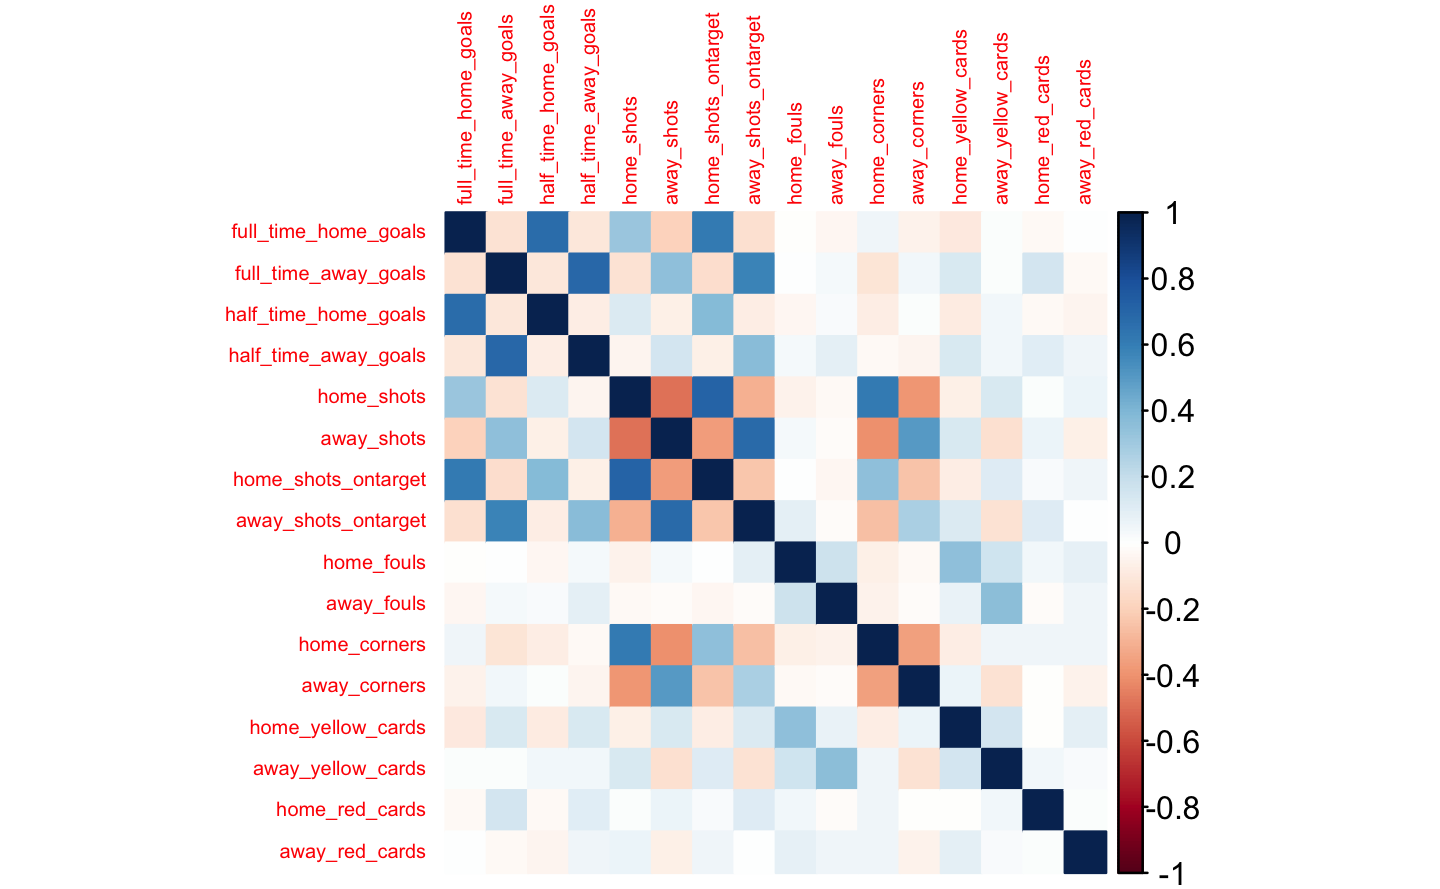 full_time_home_goals
full_time_away_goals
half_time_home_goals
half_time_away_goals
home_shots
away_shots
home_shots_ontarget
away_shots_ontarget
home_fouls
away_fouls
home_corners
away_corners
home_yellow_cards
away_yellow_cards
home_red_cards
away_red_cards
full_time_home_goals
full_time_away_goals
half_time_home_goals
half_time_away_goals
home_shots
away_shots
home_shots_ontarget
away_shots_ontarget
home_fouls
away_fouls
home_corners
away_corners
home_yellow_cards
away_yellow_cards
home_red_cards
away_red_cards
1
0.8
0.6
0.4
0.2
0
-0.2
-0.4
-0.6
-0.8
-1